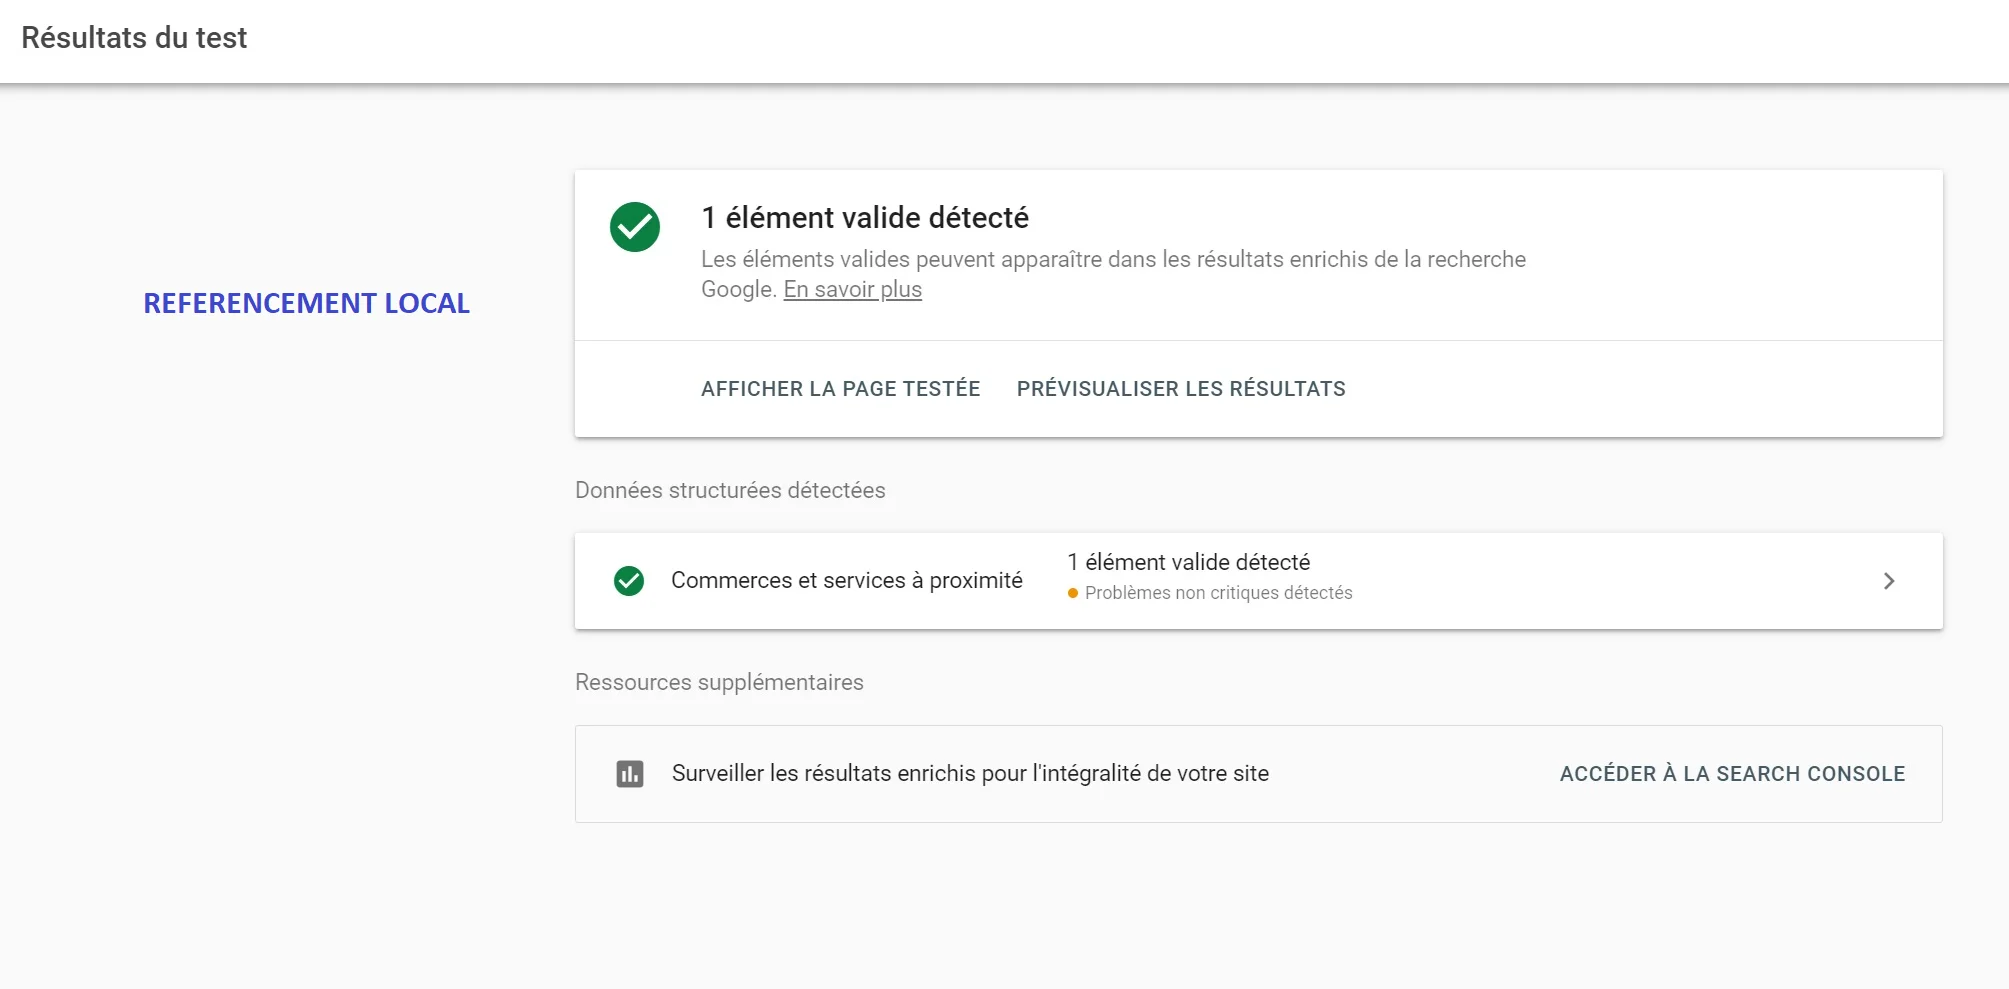 Résultats du test
REFERENCEMENT LOCAL
1 élément valide détecté
Les éléments valides peuvent apparaître dans les résultats enrichis de la recherche
Google. En savoir plus
AFFICHER LA PAGE TESTÉE PRÉVISUALISER LES RÉSULTATS
Données structurées détectées
Commerces et services à proximité
1 élément valide détecté
Problèmes non critiques détectés
Ressources supplémentaires
Surveiller les résultats enrichis pour l'intégralité de votre site ACCÉDER À LA SEARCH CONSOLE